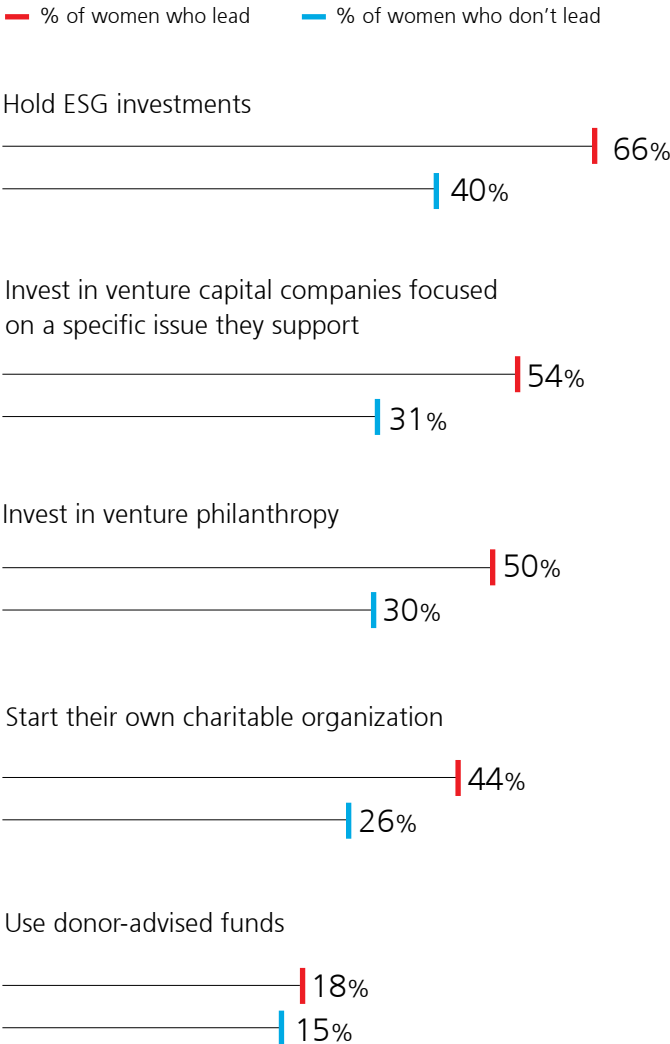 % of women who lead % of women who don’t lead
Hold ESG investments
66%
40%
Invest in venture capital companies focused
on a specific issue they support
54%
31%
Invest in venture philanthropy
50%
30%
Start their own charitable organization
44%
26%
Use donor-advised funds
18%
15%